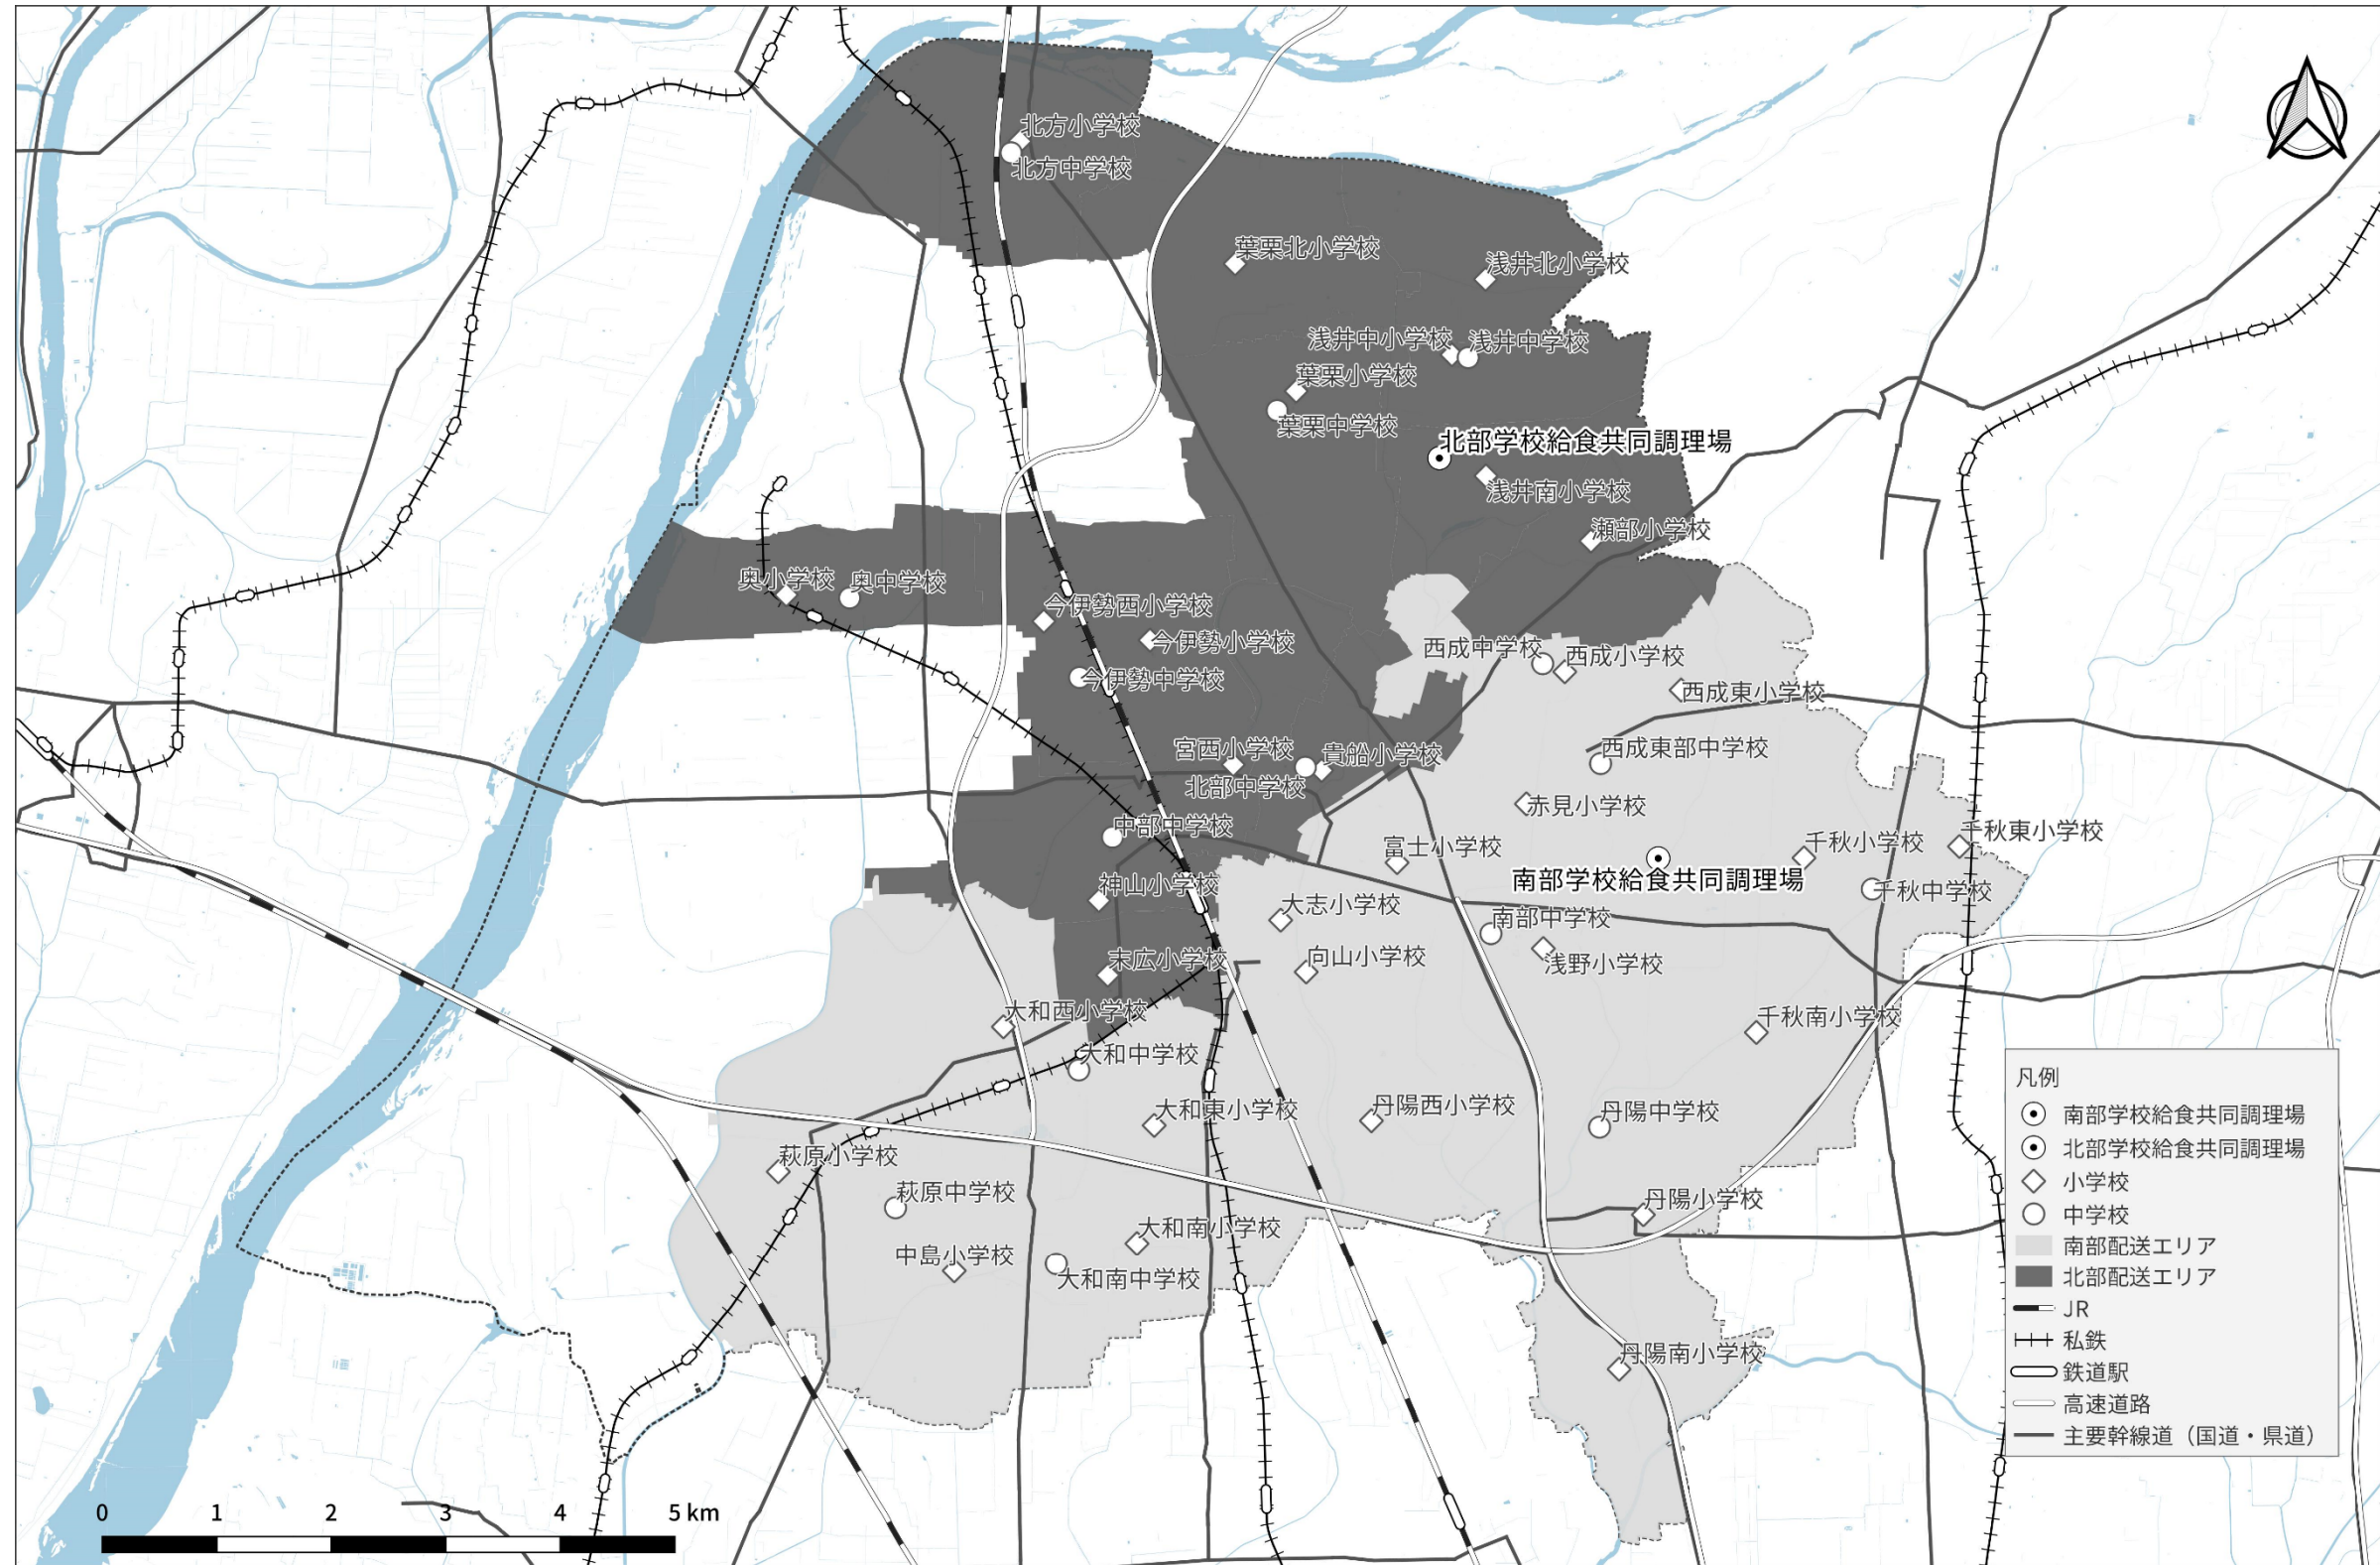 北方小学校
北方中学校
葉栗北小学校
浅井北小学校
浅井中小学校
浅井中学校
葉栗小学校
葉栗中学校
北部学校給食共同調理場
浅井南小学校
瀬部小学校
奥小学校
奥中学校
今伊勢西小学校
今伊勢小学校
今伊勢中学校
西成中学校
西成小学校
西成東小学校
宮西小学校
貴船小学校
北部中学校
西成東部中学校
赤見小学校
中部中学校
富士小学校
千秋小学校
千秋東小学校
南部学校給食共同調理場
千秋中学校
神山小学校
大志小学校
南部中学校
末広小学校
向山小学校
浅野小学校
大和西小学校
千秋南小学校
大和中学校
大和東小学校
丹陽西小学校
丹陽中学校
萩原小学校
萩原中学校
丹陽小学校
大和南小学校
中島小学校
大和南中学校
丹陽南小学校
凡例
南部学校給食共同調理場
北部学校給食共同調理場
小学校
中学校
南部配送エリア
北部配送エリア
JR
私鉄
鉄道駅
高速道路
主要幹線道（国道・県道）
0 1 2 3 4 5 km